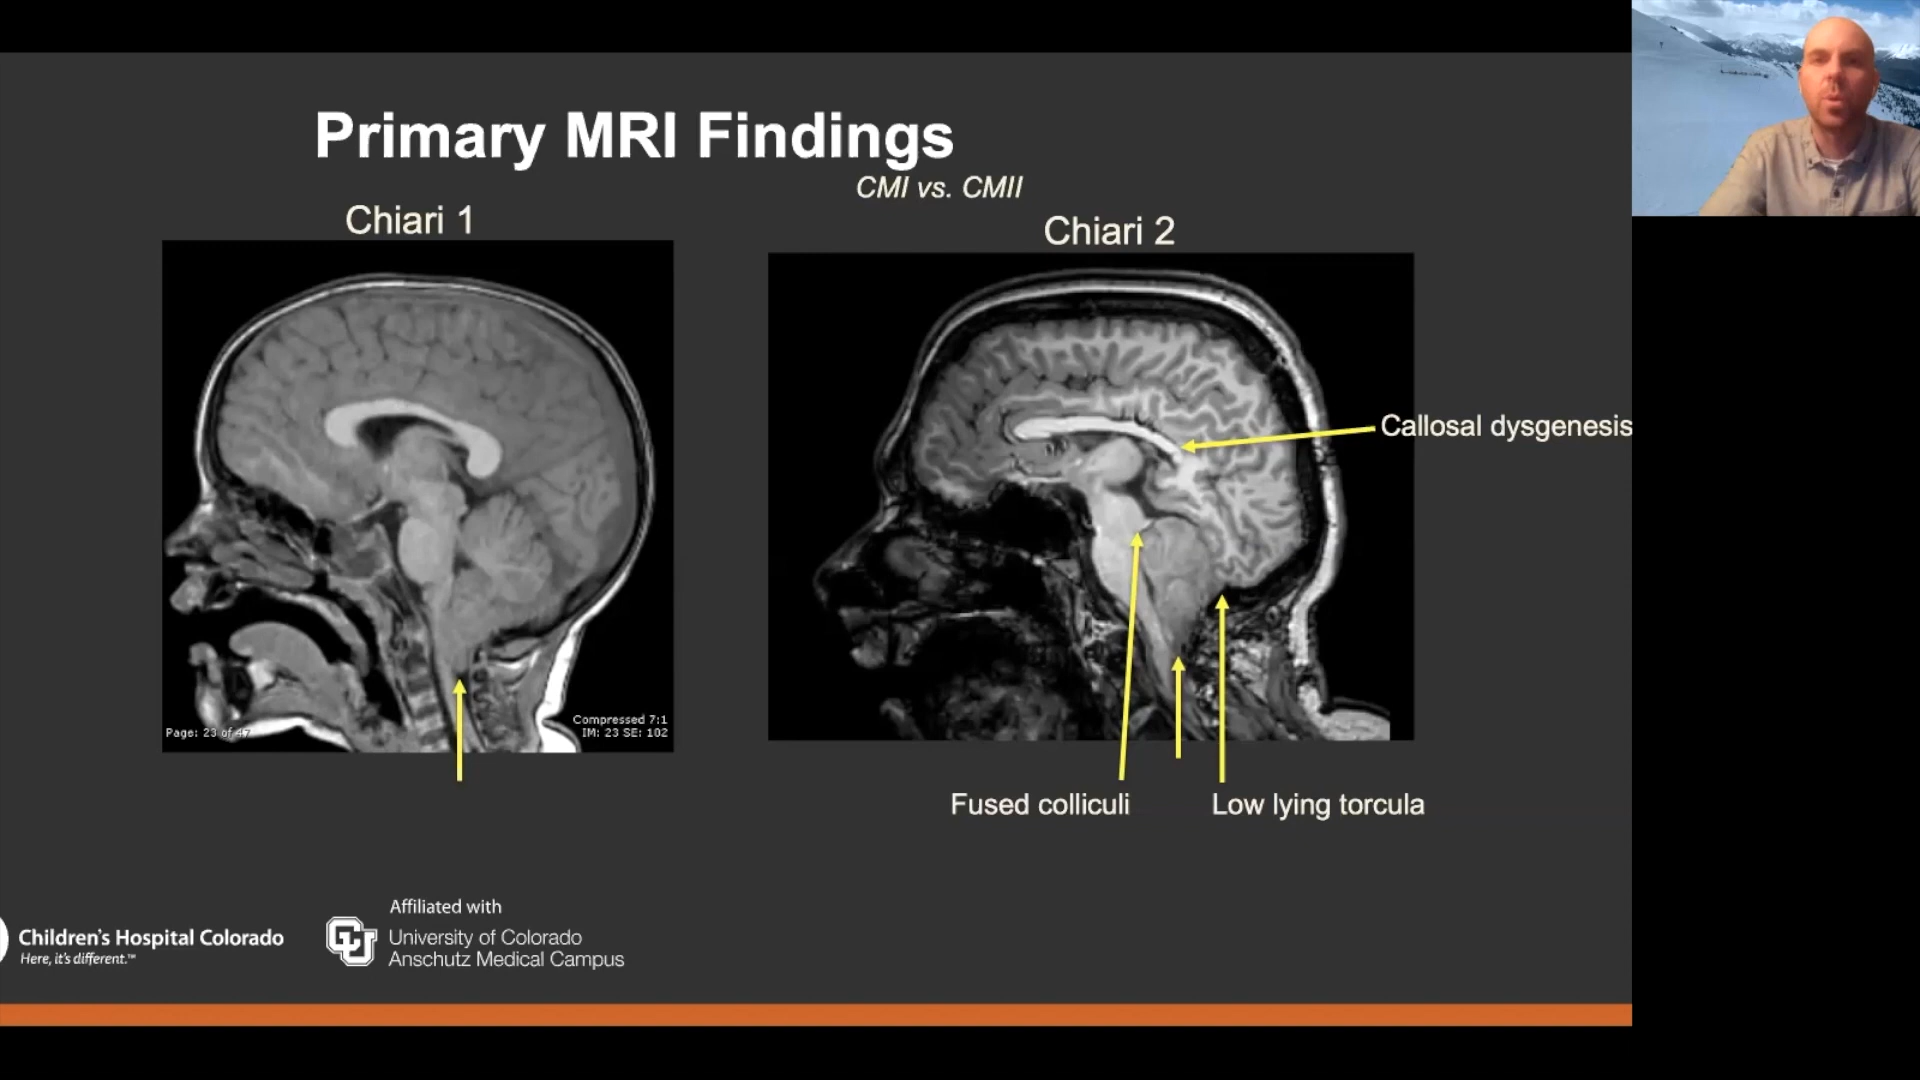 Primary MRI Findings
CMI vs. CMII
Chiari 1
Chiari 2
Callosal dysgenesis
Page: 23 of 47
Compressed 7:1
IM: 23 SE: 102
Fused colliculi
Low lying torcula
Children's Hospital Colorado
Here, it's different.™
Affiliated with
University of Colorado
Anschutz Medical Campus